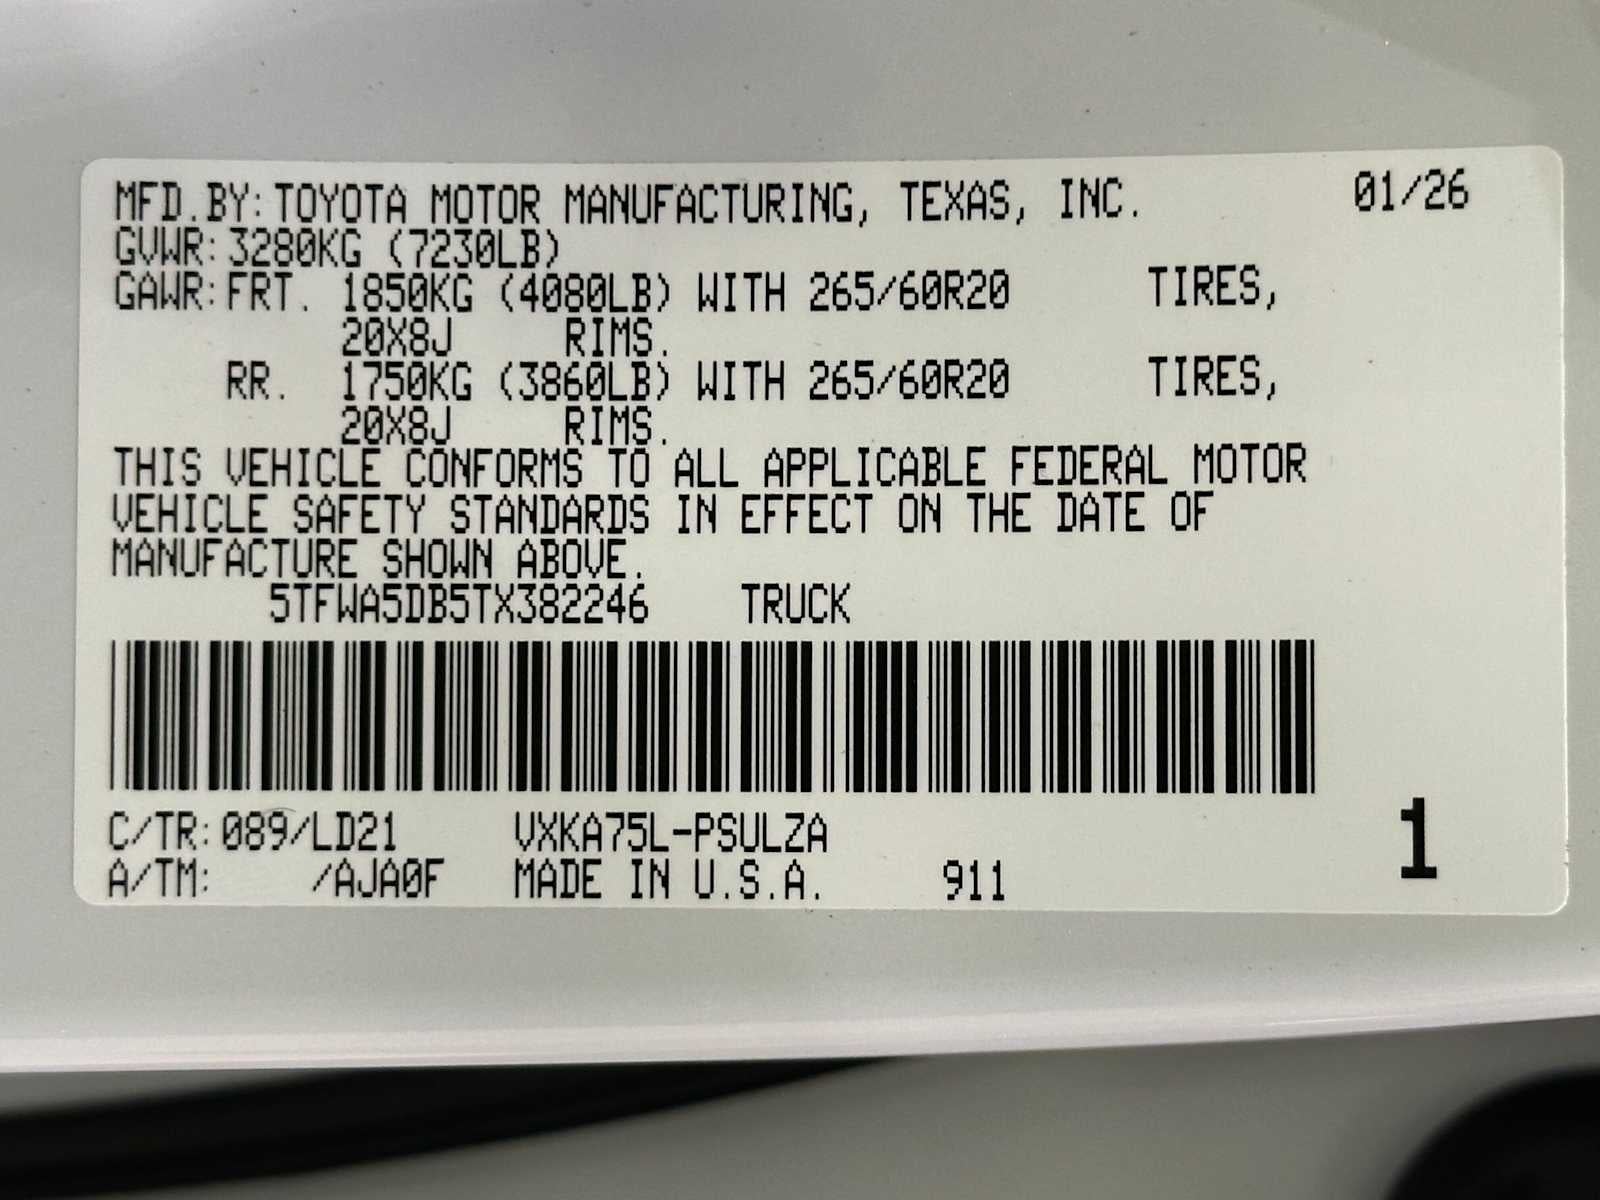 MFD.BY:TOYOTA MOTOR MANUFACTURING, TEXAS, INC. 01/26
GVWR:3280KG (7230LB)
GAWR:FRT. 1850KG (4080LB) WITH 265/60R20 TIRES,
20X8J RIMS.
RR. 1750KG (3860LB) WITH 265/60R20 TIRES,
20X8J RIMS.
THIS VEHICLE CONFORMS TO ALL APPLICABLE FEDERAL MOTOR
VEHICLE SAFETY STANDARDS IN EFFECT ON THE DATE OF
MANUFACTURE SHOWN ABOVE.
5TFWA5DB5TX382246 TRUCK
C/TR:089/LD21 VXKA75L-PSULZA
A/TM: /AJA0F MADE IN U.S.A. 911
1